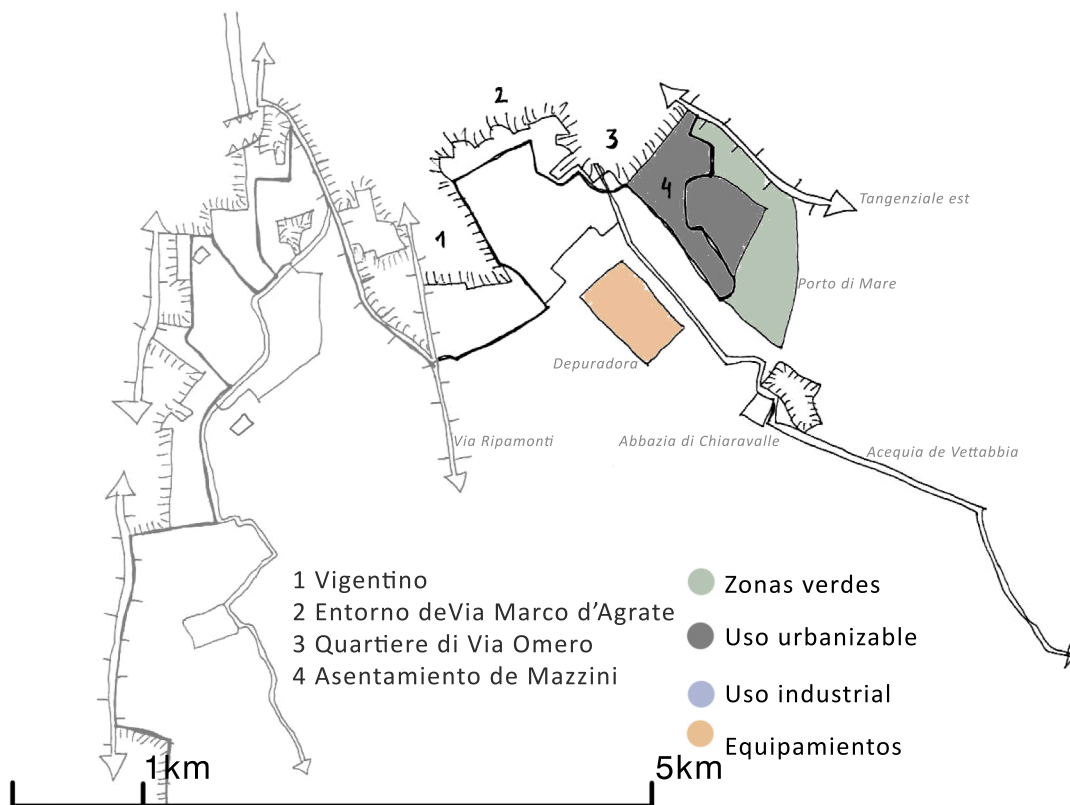 2
3
4
1
Tangenziale est
Porto di Mare
Depuradora
Via Ripamonti
Abbazia di Chiaravalle
Acequia de Vettabbia
1 Vigentino
2 Entorno deVia Marco d’Agrate
3 Quartiere di Via Omero
4 Asentamiento de Mazzini
Zonas verdes
Uso urbanizable
Uso industrial
Equipamientos
1km
5km